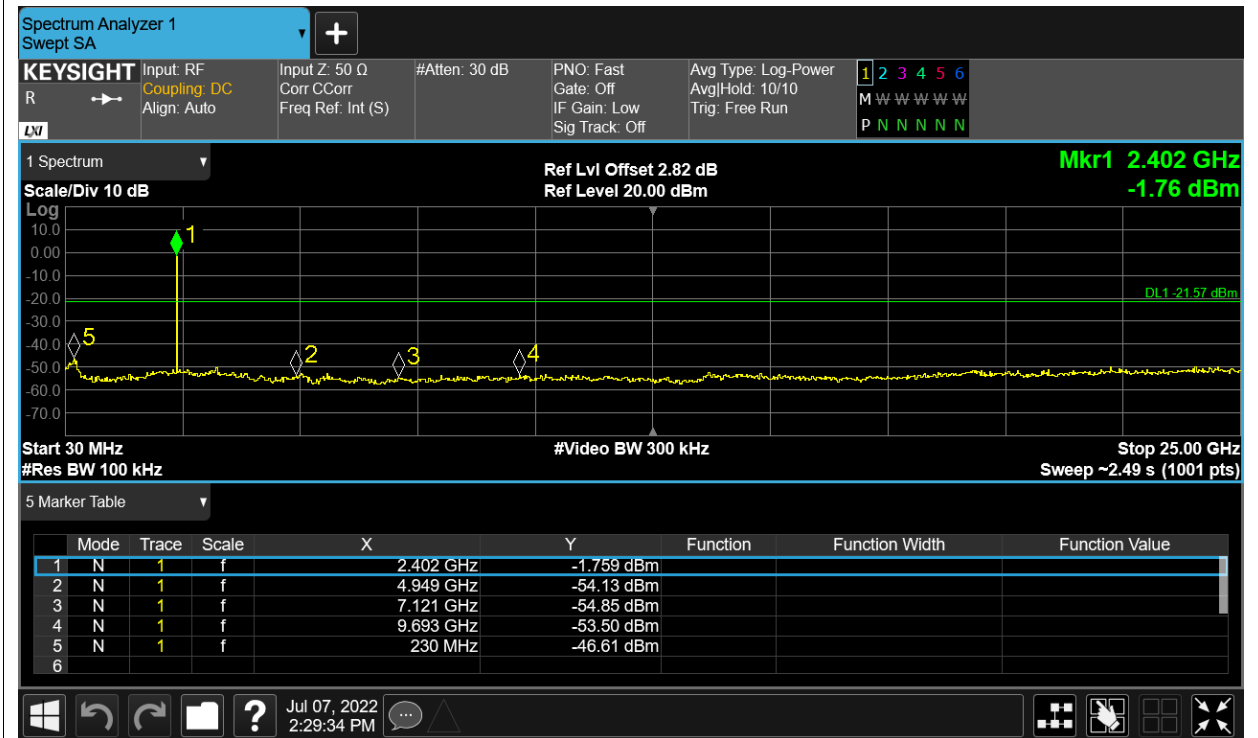 Spectrum Analyzer 1
Swept SA
KEYSIGHT
R
LXI
Input: RF
Coupling: DC
Align: Auto
Input Z: 50 Ω
Corr CCorr
Freq Ref: Int (S)
#Atten: 30 dB
PNO: Fast
Gate: Off
IF Gain: Low
Sig Track: Off
Avg Type: Log-Power
Avg|Hold: 10/10
Trig: Free Run
1 2 3 4 5 6
M W W W W W
P N N N N N
1 Spectrum
Scale/Div 10 dB
Ref Lvl Offset 2.82 dB
Ref Level 20.00 dBm
Mkr1 2.402 GHz
-1.76 dBm
Log
10.0
0.00
-10.0
-20.0
-30.0
-40.0
-50.0
-60.0
-70.0
1
DL1 -21.57 dBm
5
2
3
4
Start 30 MHz
#Video BW 300 kHz
Stop 25.00 GHz
#Res BW 100 kHz
Sweep ~2.49 s (1001 pts)
5 Marker Table
Mode Trace Scale X Y Function Function Width Function Value
1 N 1 f 2.402 GHz -1.759 dBm
2 N 1 f 4.949 GHz -54.13 dBm
3 N 1 f 7.121 GHz -54.85 dBm
4 N 1 f 9.693 GHz -53.50 dBm
5 N 1 f 230 MHz -46.61 dBm
6
?
Jul 07, 2022
2:29:34 PM